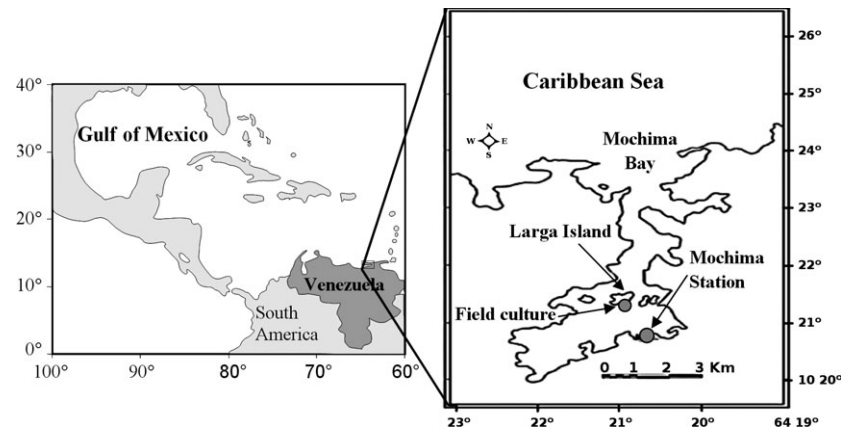 40°
30°
20°
10°
0°
100°
90°
80°
70°
60°
Gulf of Mexico
Venezuela
South
America
Caribbean Sea
N
W E
S
Mochima
Bay
Larga Island
Mochima
Station
Field culture
0 1 2 3 Km
26°
25°
24°
23°
22°
21°
21°
10 20°
23°
22°
21°
20°
64 19°